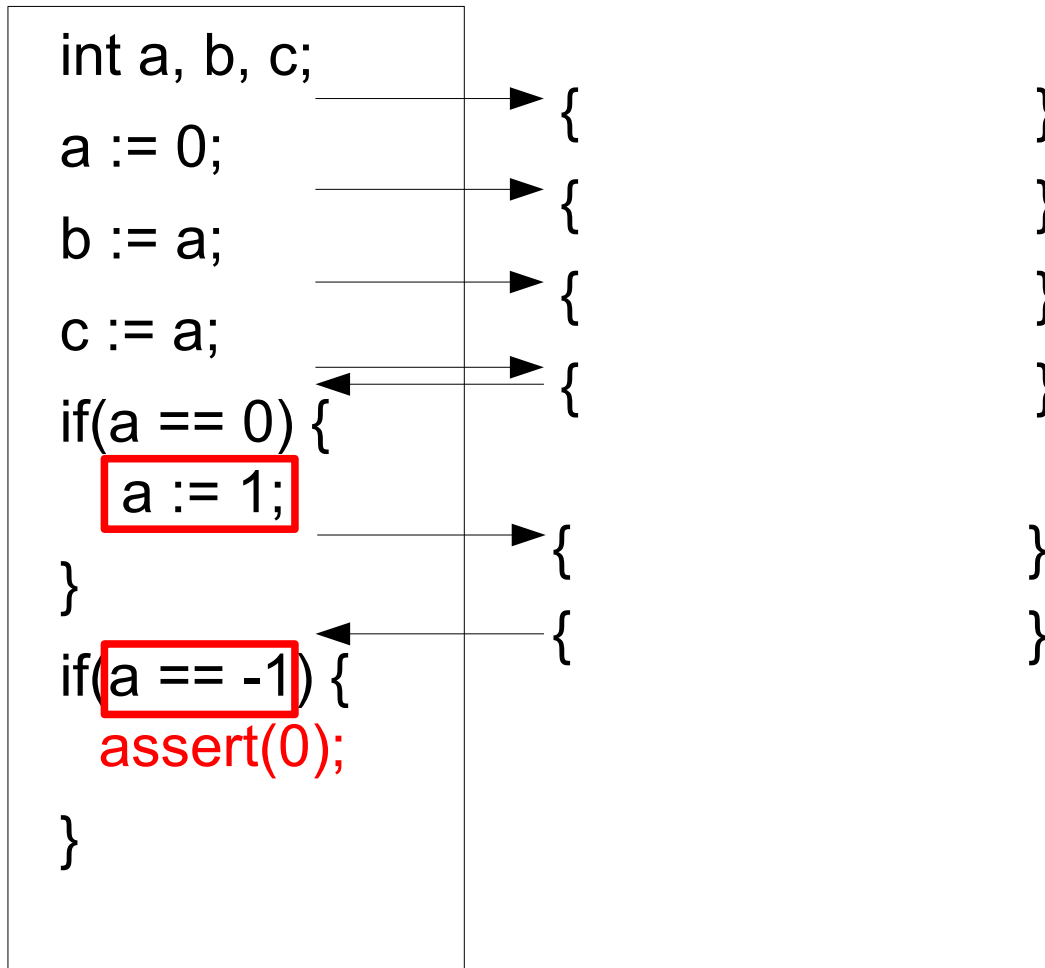 int a, b, c;
{ }
a := 0;
{ }
b := a;
{ }
c := a;
{ }
if(a == 0) {
a := 1;
{ }
}
{ }
if(a == -1) {
assert(0);
}